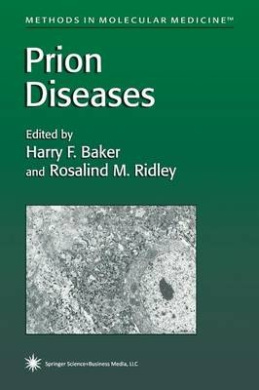 METHODS IN MOLECULAR MEDICINE™
Prion
Diseases
Edited by
Harry F. Baker
and Rosalind M. Ridley
Springer Science+Business Media, LLC